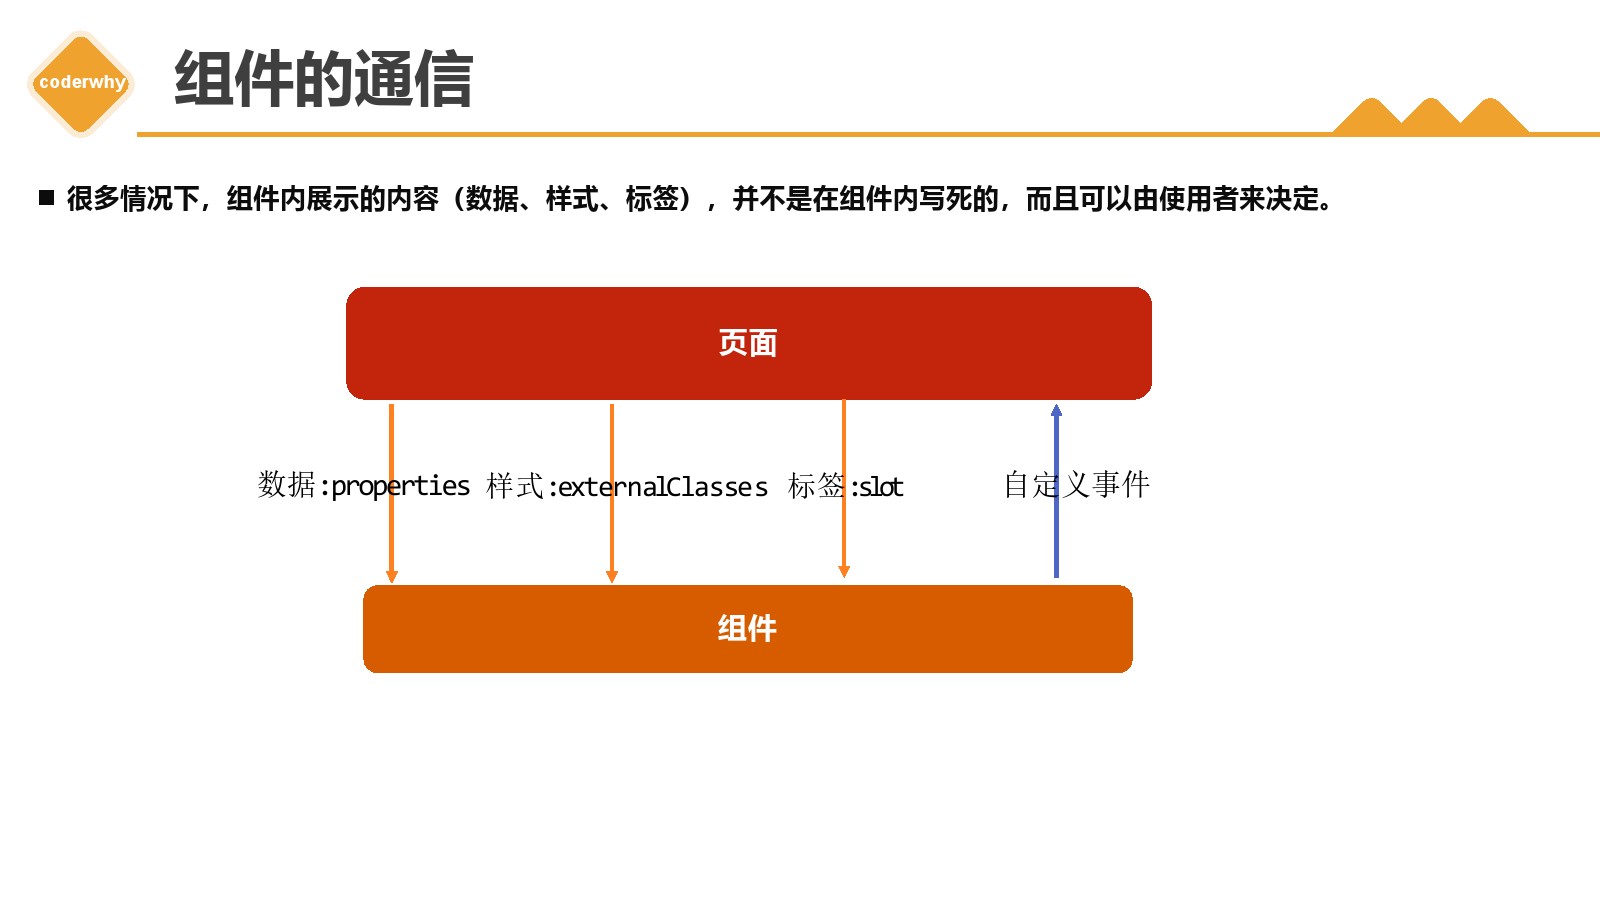 coderwhy
组件的通信
很多情况下，组件内展示的内容（数据、样式、标签），并不是在组件内写死的，而且可以由使用者来决定。
页面
数据:properties 样式:externalClasses 标签:slot 自定义事件
组件